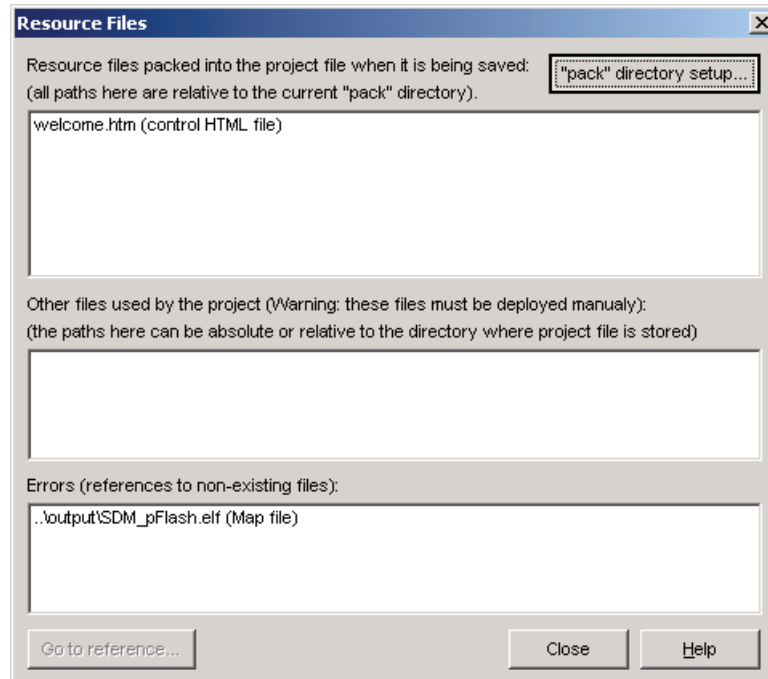 Resource Files
Resource files packed into the project file when it is being saved:
"pack" directory setup...
(all paths here are relative to the current "pack" directory).
welcome.htm (control HTML file)
Other files used by the project (Warning: these files must be deployed manualy):
(the paths here can be absolute or relative to the directory where project file is stored)
Errors (references to non-existing files):
..\output\SDM_pFlash.elf (Map file)
Go to reference...
Close
Help